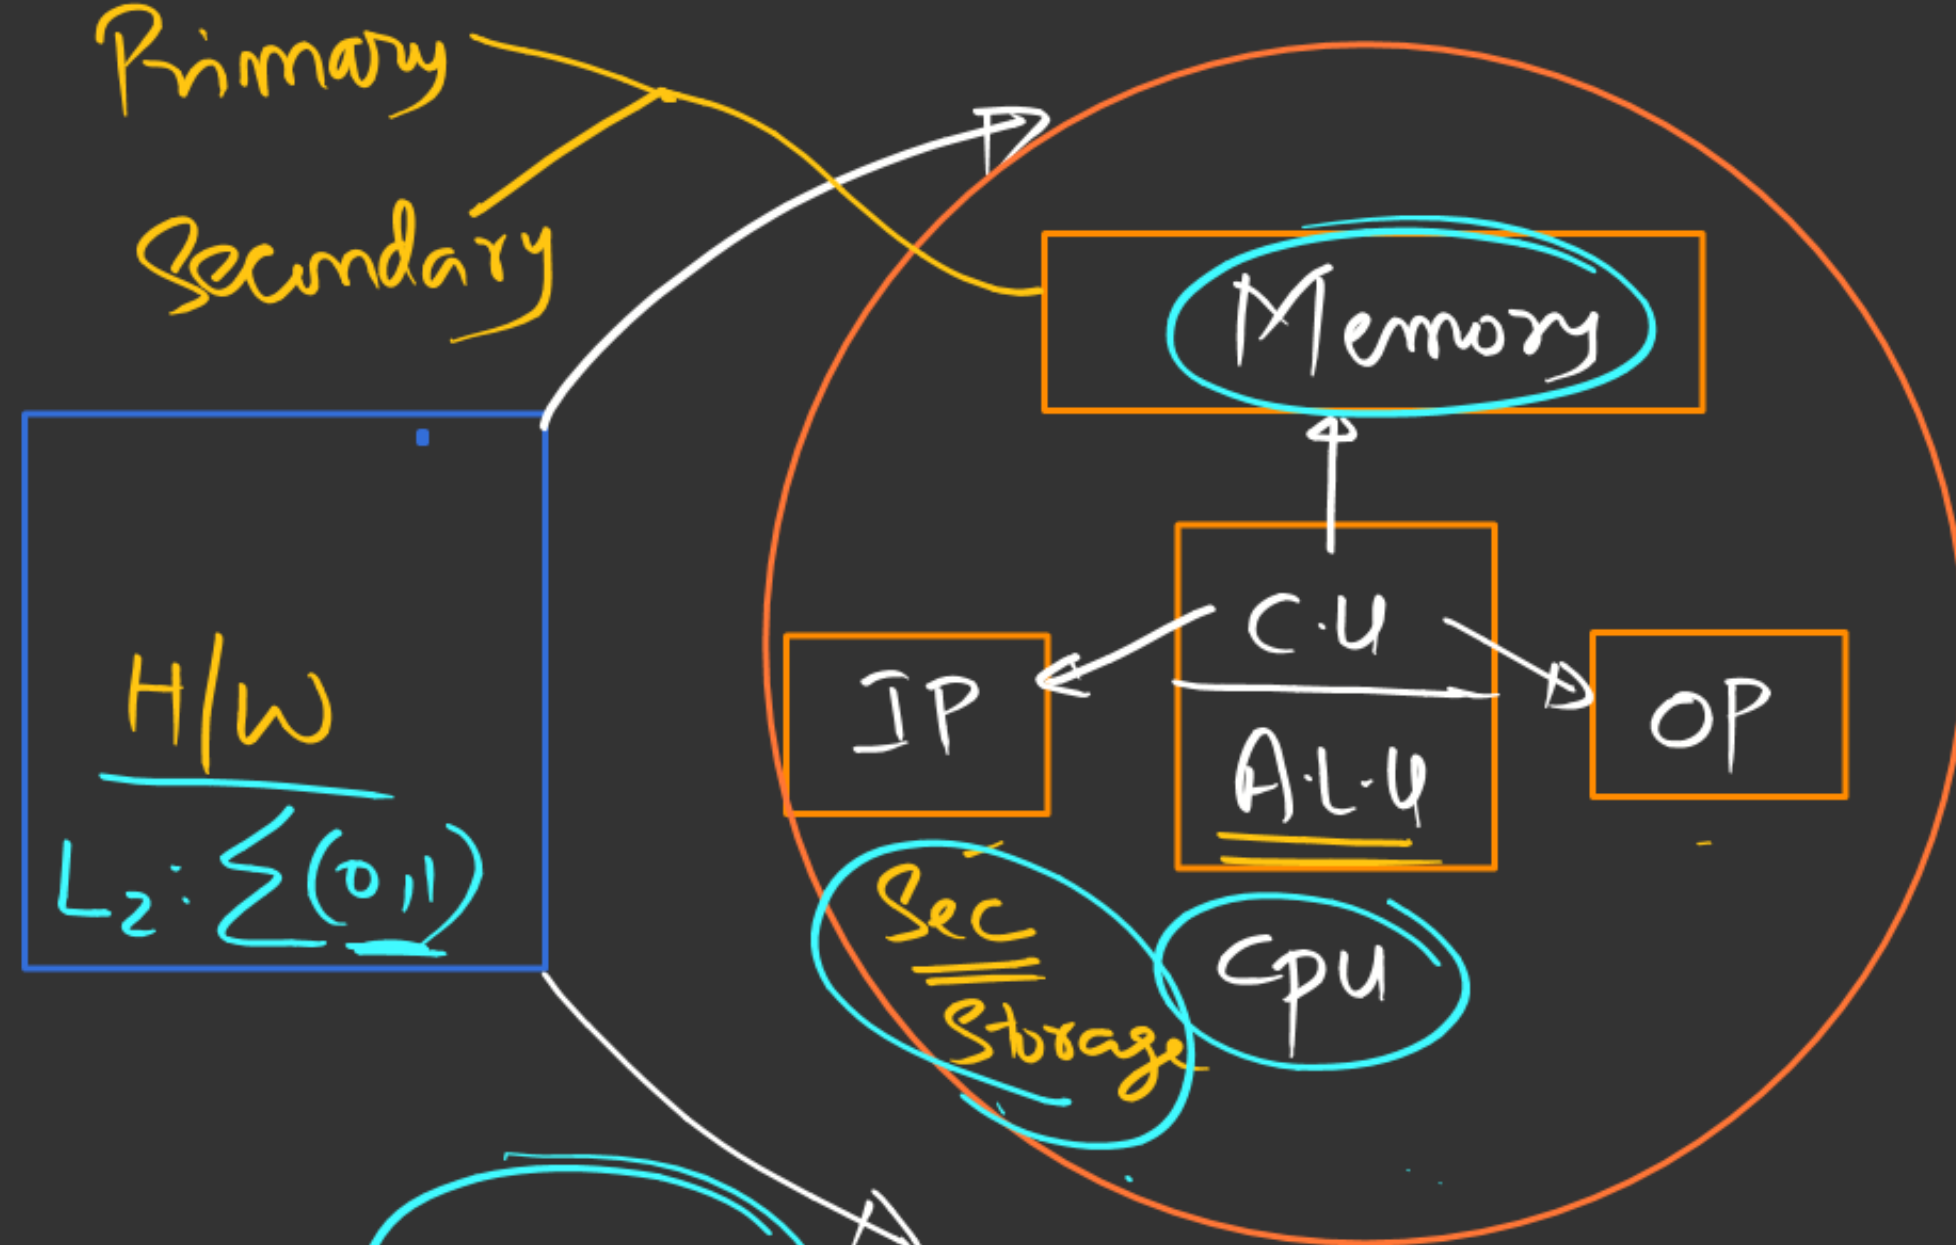 Primary
Secondary
Memory
C.U
IP
A.L.U
OP
H/W
L2: Σ(0,1)
Sec
Storage
CPU